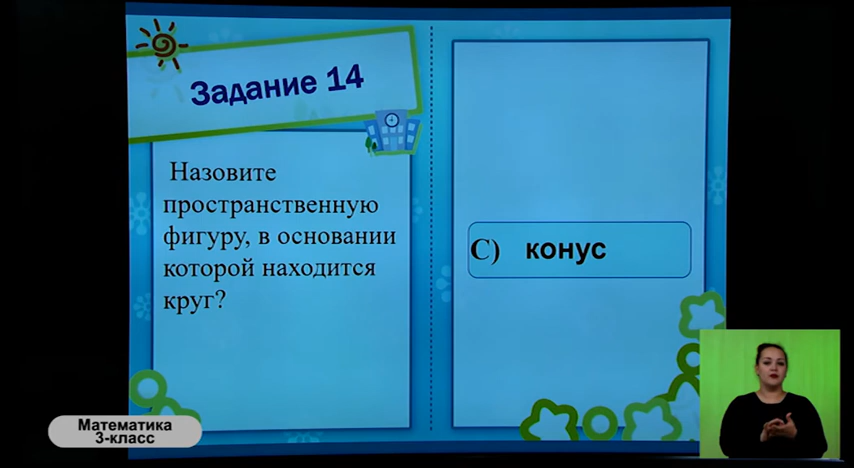 Задание 14
Назовите
пространственную
фигуру, в основании
которой находится
круг?
C) конус
Математика
3-класс